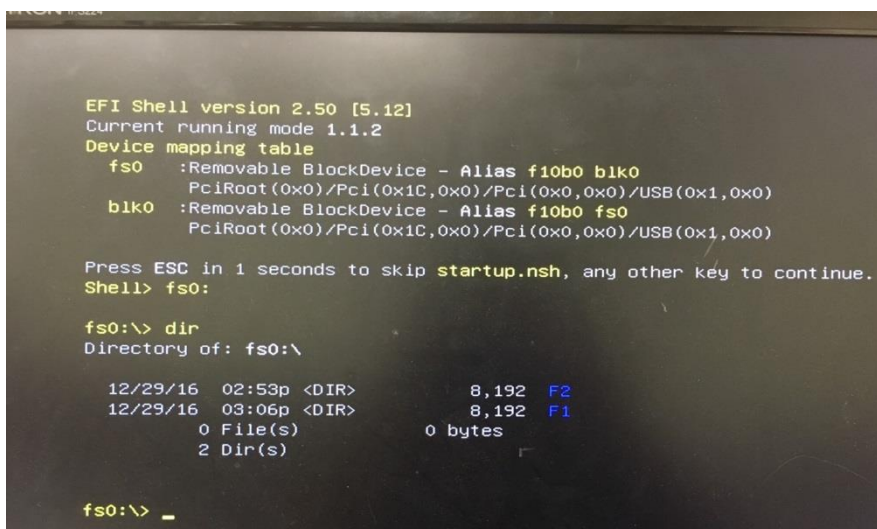 EFI Shell version 2.50 [5.12]
Current running mode 1.1.2
Device mapping table
fs0 :Removable BlockDevice - Alias f10b0 blk0
PciRoot(0x0)/Pci(0x1C,0x0)/Pci(0x0,0x0)/USB(0x1,0x0)
blk0 :Removable BlockDevice - Alias f10b0 fs0
PciRoot(0x0)/Pci(0x1C,0x0)/Pci(0x0,0x0)/USB(0x1,0x0)
Press ESC in 1 seconds to skip startup.nsh, any other key to continue.
Shell> fs0:
fs0:\> dir
Directory of: fs0:\
12/29/16 02:53p <DIR> 8,192 F2
12/29/16 03:06p <DIR> 8,192 F1
0 File(s) 0 bytes
2 Dir(s)
fs0:\> _